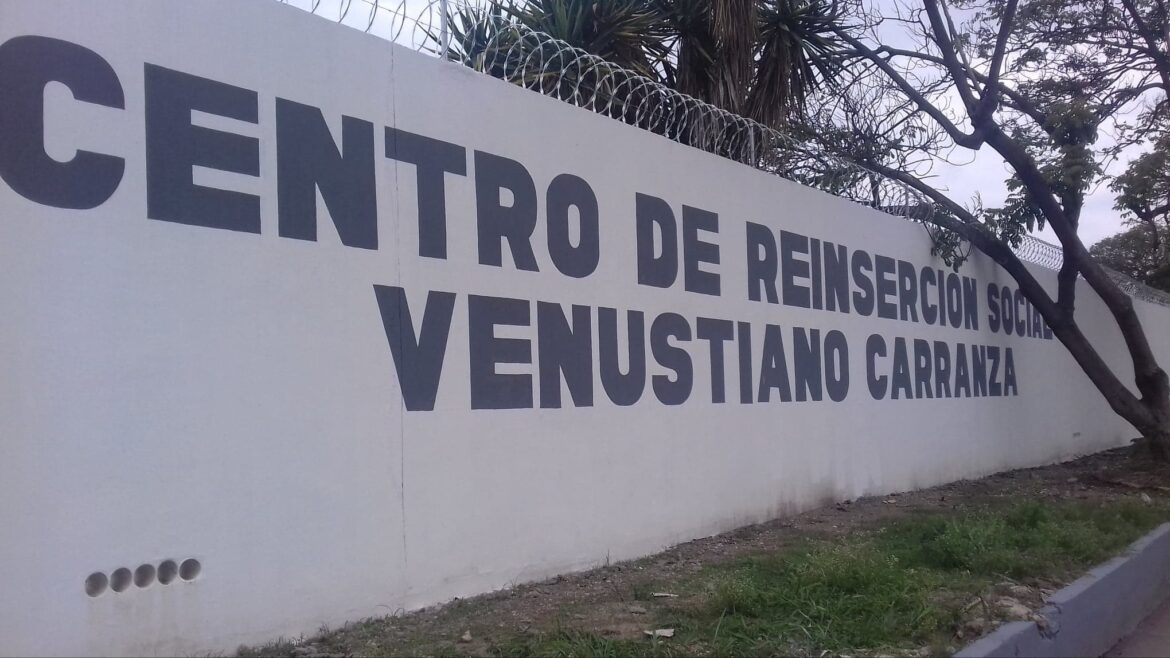 CENTRO DE REINSERCIÓN SOCIAL
VENUSTIANO CARRANZA